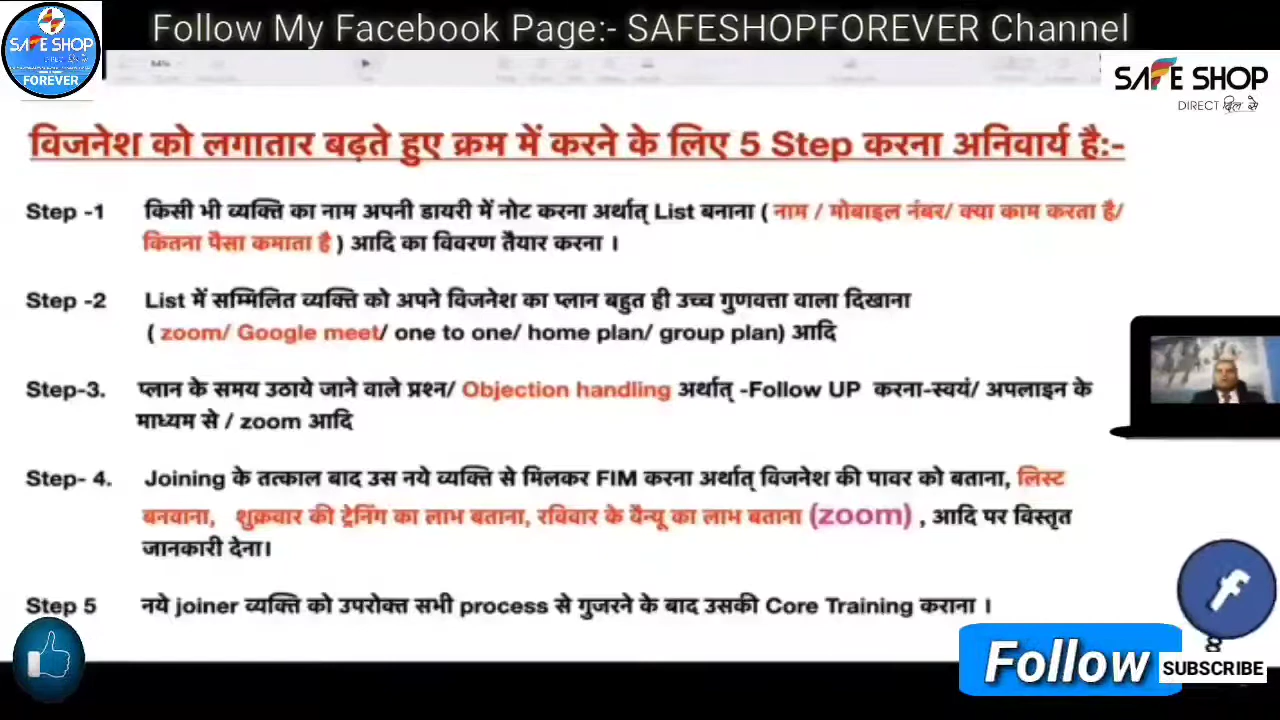 Follow My Facebook Page:- SAFESHOPFOREVER Channel
SAFE SHOP
FOREVER
SAFE SHOP
DIRECT दिल से
विजनेश को लगातार बढ़ते हुए क्रम में करने के लिए 5 Step करना अनिवार्य है:-
Step -1 किसी भी व्यक्ति का नाम अपनी डायरी में नोट करना अर्थात् List बनाना ( नाम / मोबाइल नंबर/ क्या काम करता है/
कितना पैसा कमाता है ) आदि का विवरण तैयार करना ।
Step -2 List में सम्मिलित व्यक्ति को अपने विजनेश का प्लान बहुत ही उच्च गुणवत्ता वाला दिखाना
( zoom/ Google meet/ one to one/ home plan/ group plan) आदि
Step-3. प्लान के समय उठाये जाने वाले प्रश्न/ Objection handling अर्थात् -Follow UP करना-स्वयं/ अपलाइन के
माध्यम से / zoom आदि
Step- 4. Joining के तत्काल बाद उस नये व्यक्ति से मिलकर FIM करना अर्थात् विजनेश की पावर को बताना, लिस्ट
बनवाना, शुक्रवार की ट्रेनिंग का लाभ बताना, रविवार के वैन्यू का लाभ बताना (zoom) , आदि पर विस्तृत
जानकारी देना।
Step 5 नये joiner व्यक्ति को उपरोक्त सभी process से गुजरने के बाद उसकी Core Training कराना ।
Follow
SUBSCRIBE